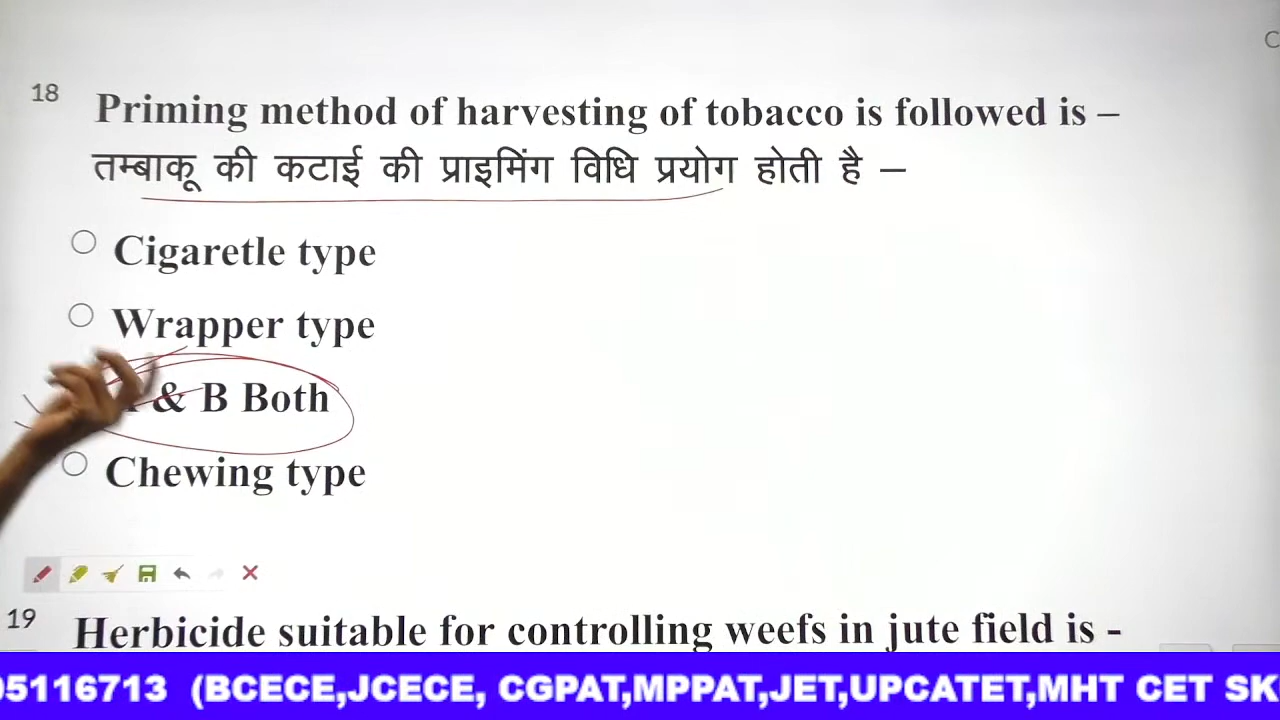 18
Priming method of harvesting of tobacco is followed is –
तम्बाकू की कटाई की प्राइमिंग विधि प्रयोग होती है –
Cigaretle type
Wrapper type
& B Both
Chewing type
19
Herbicide suitable for controlling weefs in jute field is -
05116713 (BCECE,JCECE, CGPAT,MPPAT,JET,UPCATET,MHT CET SK